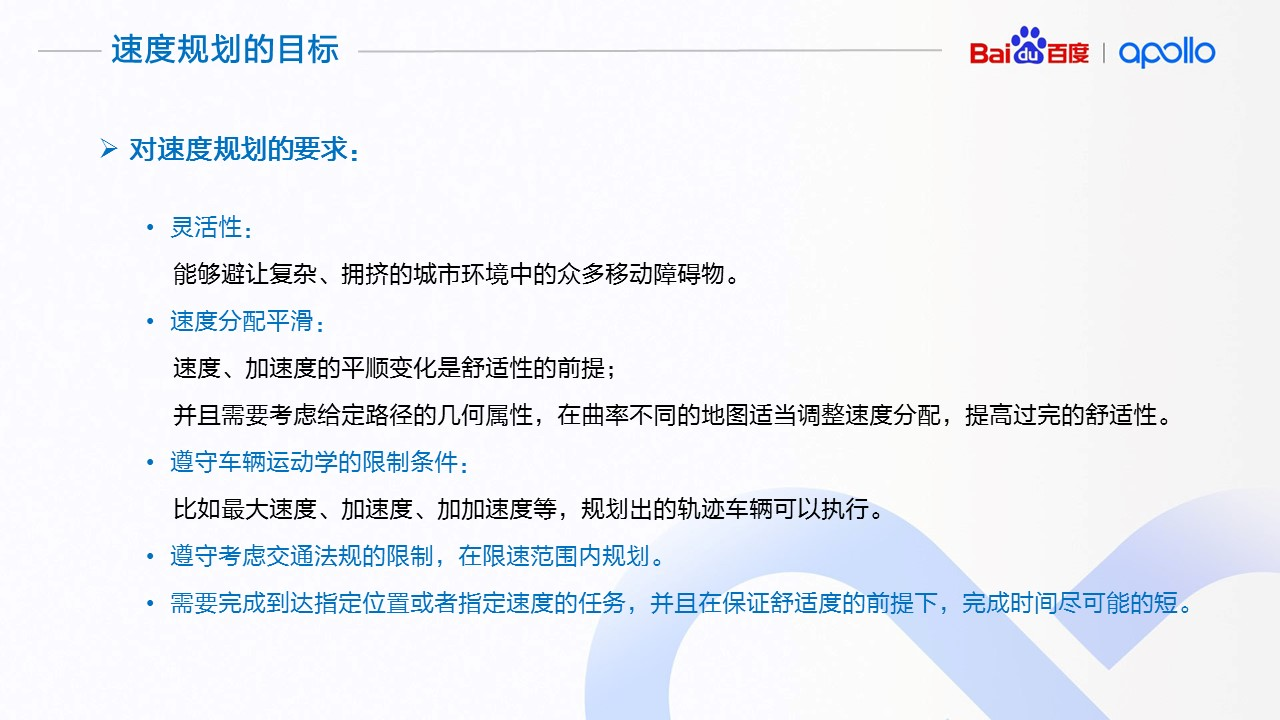 速度规划的目标
Baidu百度 | apollo
➢ 对速度规划的要求：
• 灵活性：
能够避让复杂、拥挤的城市环境中的众多移动障碍物。
• 速度分配平滑：
速度、加速度的平顺变化是舒适性的前提；
并且需要考虑给定路径的几何属性，在曲率不同的地图适当调整速度分配，提高过完的舒适性。
• 遵守车辆运动学的限制条件：
比如最大速度、加速度、加加速度等，规划出的轨迹车辆可以执行。
• 遵守考虑交通法规的限制，在限速范围内规划。
• 需要完成到达指定位置或者指定速度的任务，并且在保证舒适度的前提下，完成时间尽可能的短。